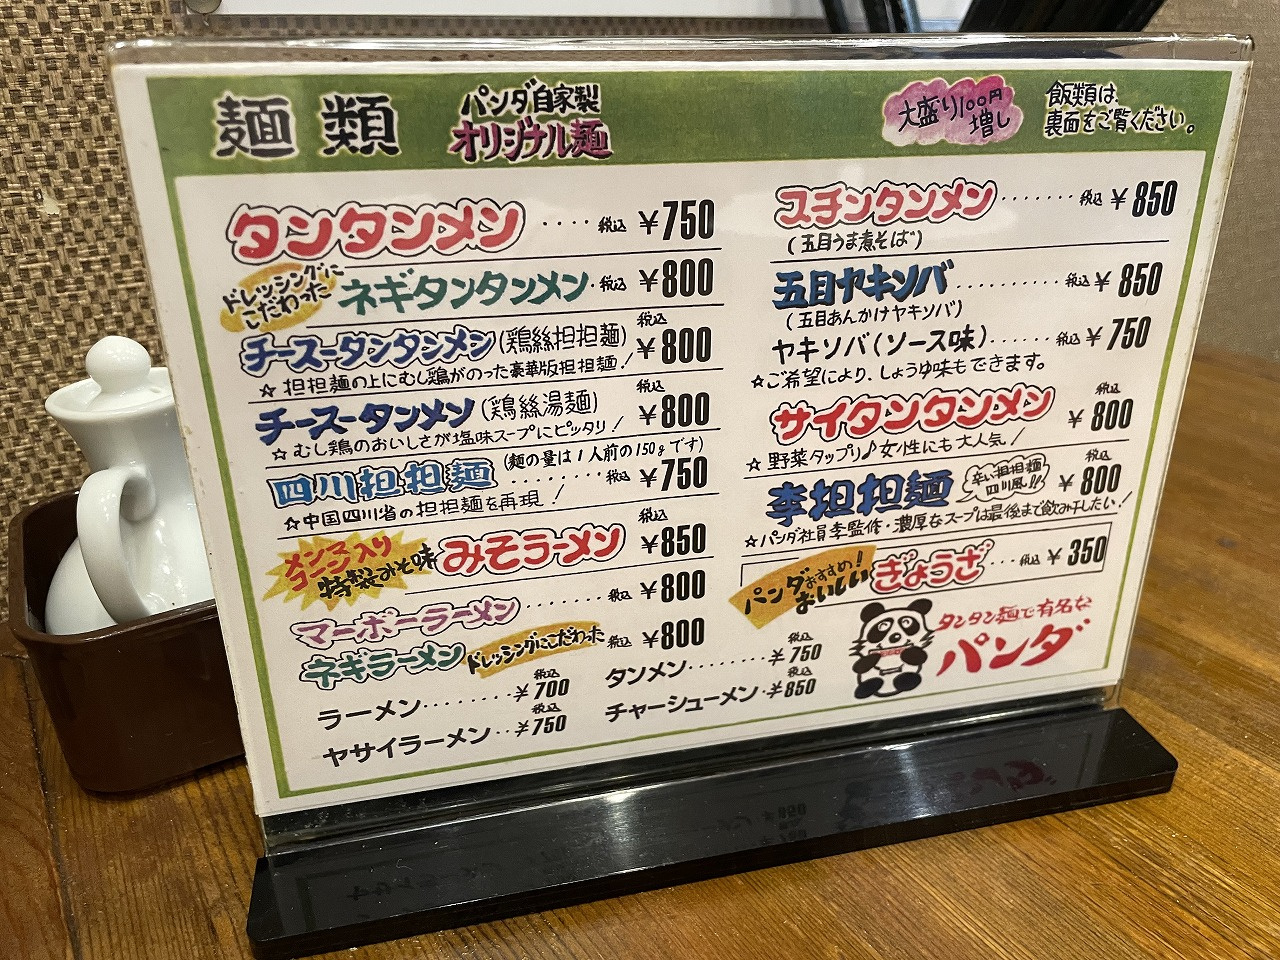 麺類
パンダ自家製
オリジナル麺
大盛り100円
増し
飯類は、
裏面をご覧ください。
タンタンメン ····· 税込 ¥750
ドレッシングに
こだわった
ネギタンタンメン · 税込 ¥800
チースータンタンメン (鶏絲担担麺) 税込 ¥800
☆ 担担麺の上にむし鶏がのった豪華版担担麺!
チースータンメン (鶏絲湯麺) 税込 ¥800
☆ むし鶏のおいしさが塩味スープにピッタリ!
四川担担麺 (麺の量は1人前の150gです) ········ 税込 ¥750
☆中国四川省の担担麺を再現!
メンマ
コーン入り
特製みそ味
みそラーメン 税込 ¥850
マーボーラーメン ······· 税込 ¥800
ネギラーメン ドレッシングにこだわった 税込 ¥800
ラーメン ········ 税込 ¥700
ヤサイラーメン ·· 税込 ¥750
タンメン ········ 税込 ¥750
チャーシューメン · 税込 ¥850
スチンタンメン ······· 税込 ¥850
(五目うま煮そば)
五目ヤキソバ ·········· 税込 ¥850
(五目あんかけヤキソバ)
ヤキソバ(ソース味) ······ 税込 ¥750
☆ご希望により、しょうゆ味もできます。
サイタンタンメン 税込 ¥800
☆ 野菜タップリ♪女性にも大人気!
李担担麺 辛い担担麺
四川風!! 税込 ¥800
☆パンダ社員李監修・濃厚なスープは最後まで飲み干したい!
パンダおすすめ!
おいしい
ぎょうざ ··· 税込 ¥350
タンタン麺で有名な
パンダ